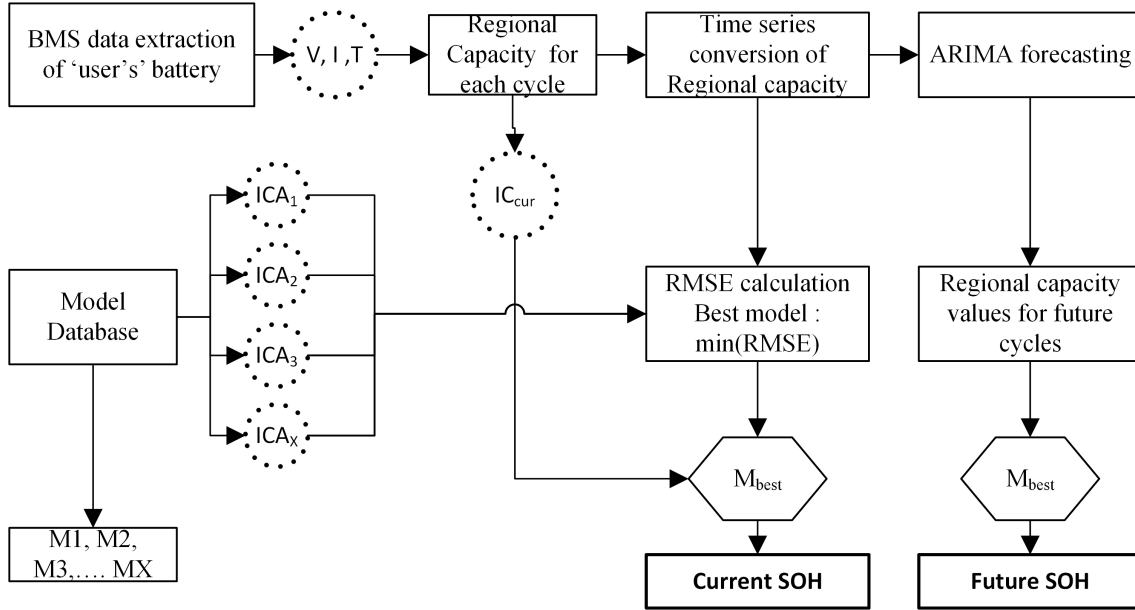 BMS data extraction
of ‘user’s’ battery
V, I ,T
Regional
Capacity for
each cycle
Time series
conversion of
Regional capacity
ARIMA forecasting
ICcur
ICA1
ICA2
ICA3
ICAX
Model
Database
M1, M2,
M3,…. MX
RMSE calculation
Best model :
min(RMSE)
Regional capacity
values for future
cycles
Mbest
Mbest
Current SOH
Future SOH